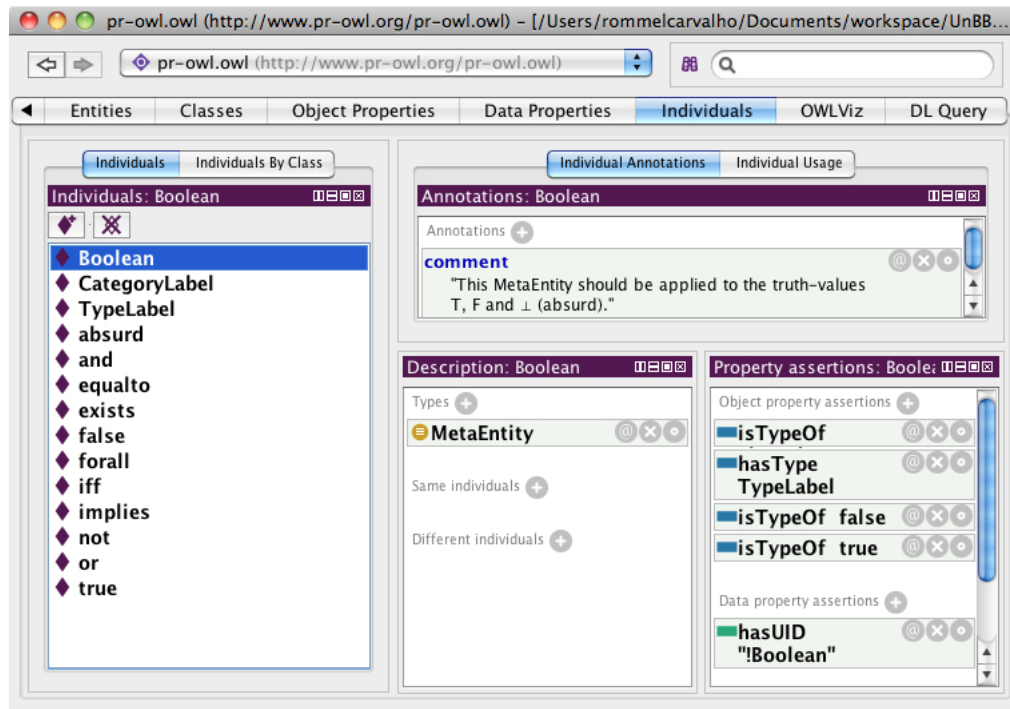 pr-owl.owl (http://www.pr-owl.org/pr-owl.owl) – [/Users/rommelcarvalho/Documents/workspace/UnBB...
pr-owl.owl (http://www.pr-owl.org/pr-owl.owl)
Entities Classes Object Properties Data Properties Individuals OWLViz DL Query
Individuals Individuals By Class
Individuals: Boolean
Boolean
CategoryLabel
TypeLabel
absurd
and
equalto
exists
false
forall
iff
implies
not
or
true
Individual Annotations Individual Usage
Annotations: Boolean
Annotations
comment
"This MetaEntity should be applied to the truth-values
T, F and ⊥ (absurd)."
Description: Boolean
Types
MetaEntity
Same individuals
Different individuals
Property assertions: Boolea
Object property assertions
isTypeOf
hasType
TypeLabel
isTypeOf false
isTypeOf true
Data property assertions
hasUID
"!Boolean"